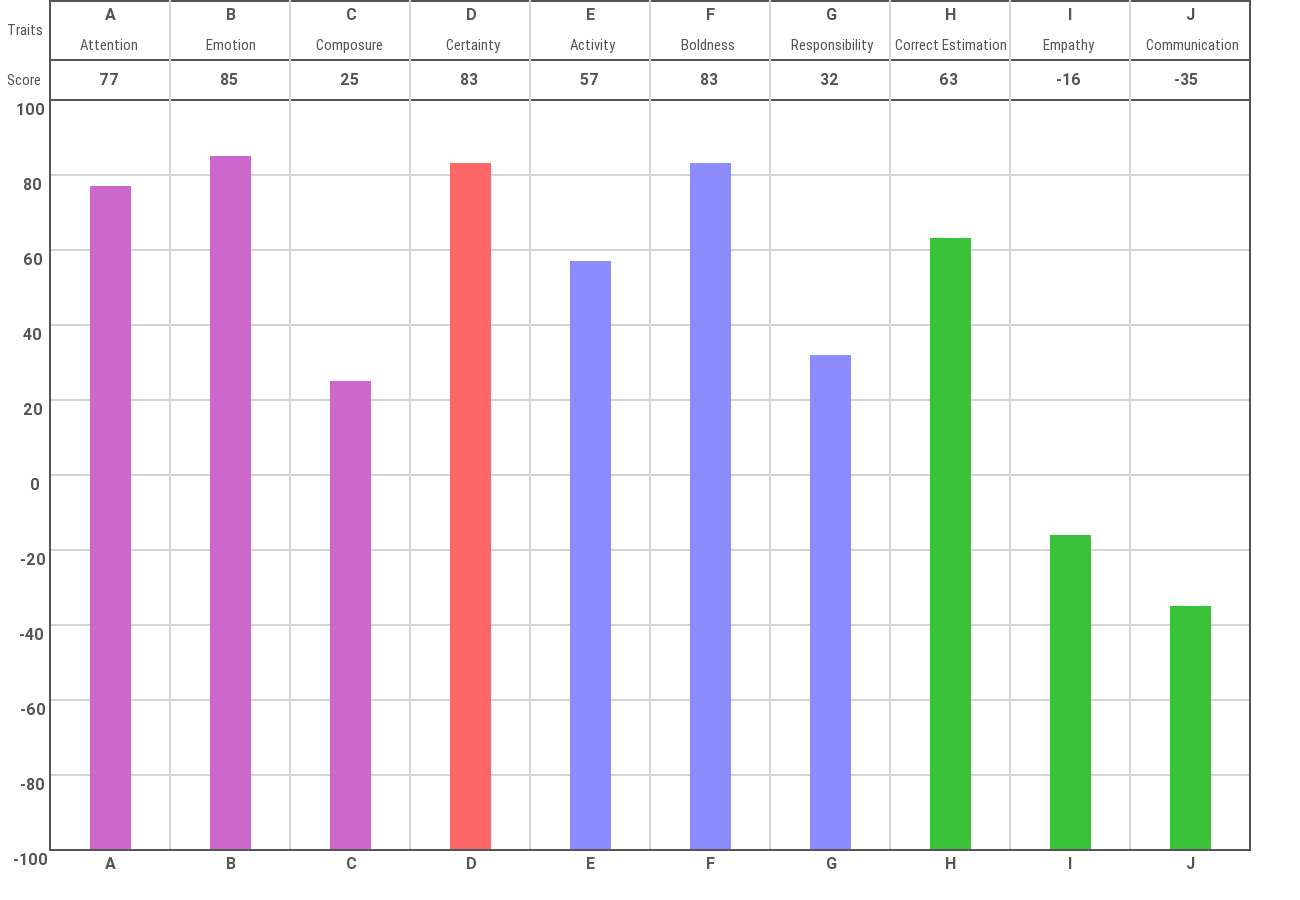 A B C D E F G H I J
Traits
Attention Emotion Composure Certainty Activity Boldness Responsibility Correct Estimation Empathy Communication
Score 77 85 25 83 57 83 32 63 -16 -35
100
80
60
40
20
0
-20
-40
-60
-80
-100
A B C D E F G H I J